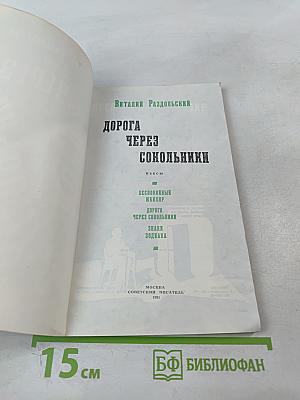 Виталий Раздольский
ДОРОГА
ЧЕРЕЗ
СОКОЛЬНИКИ
ПЬЕСЫ
БЕСПОКОЙНЫЙ
ЮБИЛЯР
ДОРОГА
ЧЕРЕЗ СОКОЛЬНИКИ
ЗНАКИ
ЗОДИАКА
МОСКВА
СОВЕТСКИЙ ПИСАТЕЛЬ
15 см
БФ БИБЛИОФАН